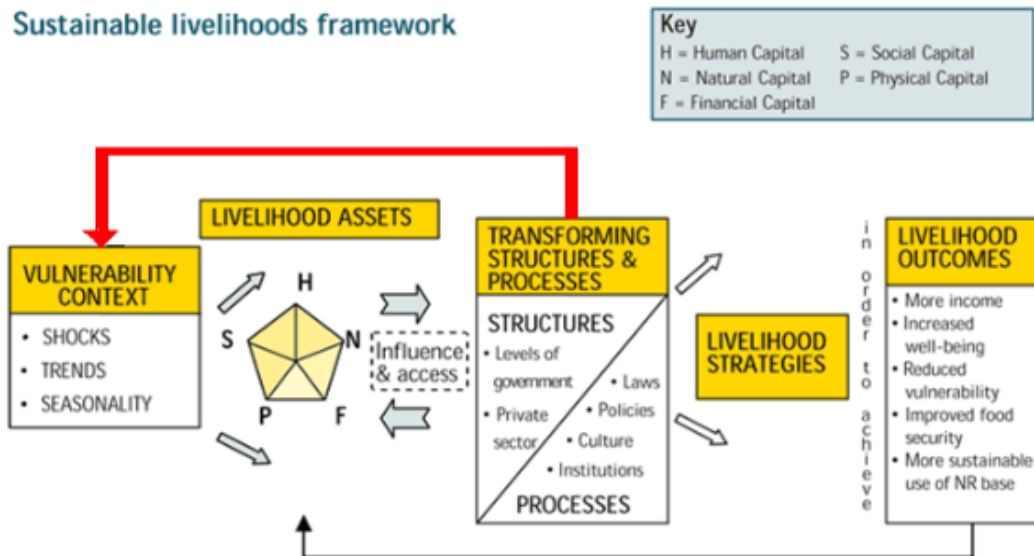 Sustainable livelihoods framework
Key
H = Human Capital S = Social Capital
N = Natural Capital P = Physical Capital
F = Financial Capital
LIVELIHOOD ASSETS
VULNERABILITY
CONTEXT
• SHOCKS
• TRENDS
• SEASONALITY
H
S
N
P
F
Influence
& access
TRANSFORMING
STRUCTURES &
PROCESSES
STRUCTURES
• Levels of
government
• Private
sector
• Laws
• Policies
• Culture
• Institutions
PROCESSES
LIVELIHOOD
STRATEGIES
in order to achieve
LIVELIHOOD
OUTCOMES
• More income
• Increased
well-being
• Reduced
vulnerability
• Improved food
security
• More sustainable
use of NR base